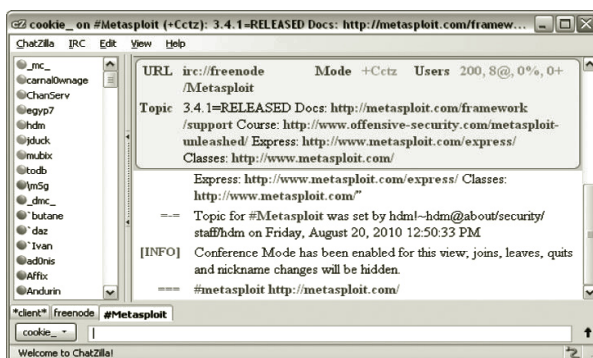 cookie_ on #Metasploit (+Cctz): 3.4.1=RELEASED Docs: http://metasploit.com/framew...
ChatZilla IRC Edit View Help
_mc_
carnal0wnage
ChanServ
egyp7
hdm
jduck
mubix
todb
\mSg
_dmc_
`butane
`daz
`Ivan
ad0nis
Affix
Andurin
URL irc://freenode Mode +Cctz Users 200, 8@, 0%, 0+
/Metasploit
Topic 3.4.1=RELEASED Docs: http://metasploit.com/framework
/support Course: http://www.offensive-security.com/metasploit-
unleashed/ Express: http://www.metasploit.com/express/
Classes: http://www.metasploit.com/
Express: http://www.metasploit.com/express/ Classes:
http://www.metasploit.com/"
=-= Topic for #Metasploit was set by hdm!~hdm@about/security/
staff/hdm on Friday, August 20, 2010 12:50:33 PM
[INFO] Conference Mode has been enabled for this view; joins, leaves, quits
and nickname changes will be hidden.
=== #metasploit http://metasploit.com/
*client* freenode #Metasploit
cookie_
Welcome to ChatZilla!